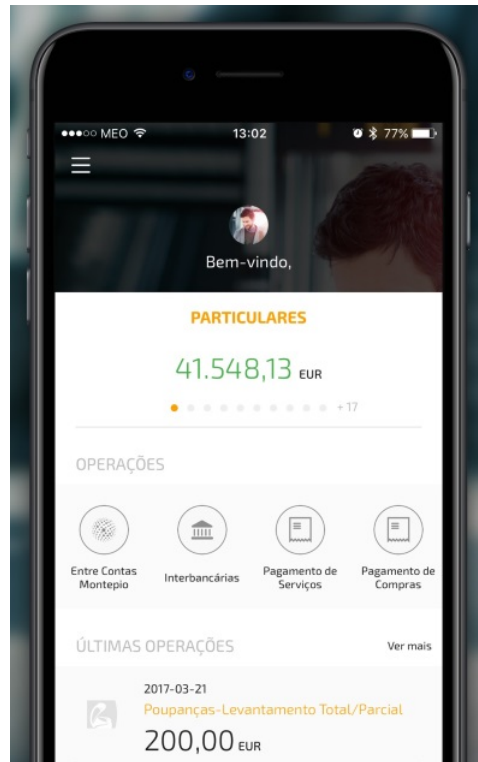 MEO 13:02 77%
Bem-vindo,
PARTICULARES
41.548,13 EUR
+ 17
OPERAÇÕES
Entre Contas
Montepio
Interbancárias
Pagamento de
Serviços
Pagamento de
Compras
ÚLTIMAS OPERAÇÕES Ver mais
2017-03-21
Poupanças-Levantamento Total/Parcial
200,00 EUR